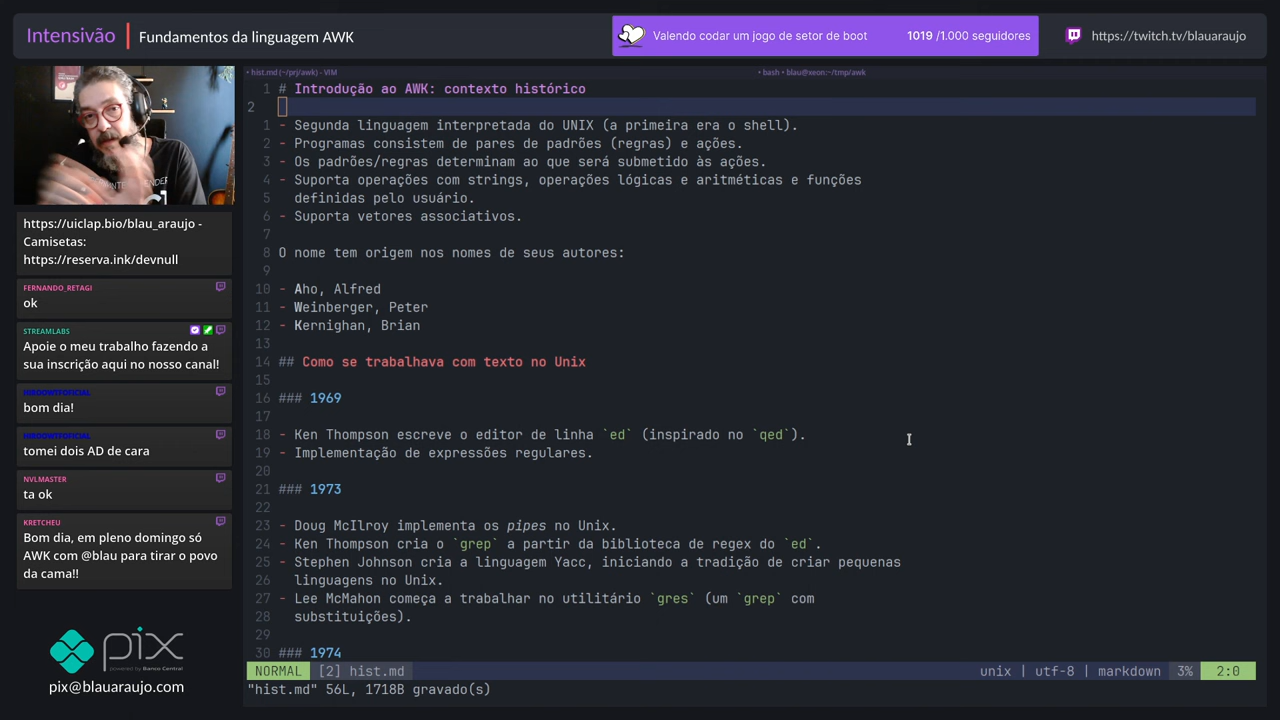 Intensivão
Fundamentos da linguagem AWK
Valendo codar um jogo de setor de boot 1019 /1.000 seguidores
https://twitch.tv/blauaraujo
https://uiclap.bio/blau_araujo -
Camisetas:
https://reserva.ink/devnull
FERNANDO_RETAGI
ok
STREAMLABS
Apoie o meu trabalho fazendo a
sua inscrição aqui no nosso canal!
bom dia!
tomei dois AD de cara
NVLMASTER
ta ok
KRETCHEU
Bom dia, em pleno domingo só
AWK com @blau para tirar o povo
da cama!!
pix
powered by Banco Central
pix@blauaraujo.com
• hist.md (~/prj/awk) - VIM
• bash • blau@xeon:~/tmp/awk
1 # Introdução ao AWK: contexto histórico
2
1 - Segunda linguagem interpretada do UNIX (a primeira era o shell).
2 - Programas consistem de pares de padrões (regras) e ações.
3 - Os padrões/regras determinam ao que será submetido às ações.
4 - Suporta operações com strings, operações lógicas e aritméticas e funções
5 definidas pelo usuário.
6 - Suporta vetores associativos.
7
8 O nome tem origem nos nomes de seus autores:
9
10 - Aho, Alfred
11 - Weinberger, Peter
12 - Kernighan, Brian
13
14 ## Como se trabalhava com texto no Unix
15
16 ### 1969
17
18 - Ken Thompson escreve o editor de linha `ed` (inspirado no `qed`).
19 - Implementação de expressões regulares.
20
21 ### 1973
22
23 - Doug McIlroy implementa os pipes no Unix.
24 - Ken Thompson cria o `grep` a partir da biblioteca de regex do `ed`.
25 - Stephen Johnson cria a linguagem Yacc, iniciando a tradição de criar pequenas
26 linguagens no Unix.
27 - Lee McMahon começa a trabalhar no utilitário `gres` (um `grep` com
28 substituições).
29
30 ### 1974
NORMAL [2] hist.md unix | utf-8 | markdown 3% 2:0
"hist.md" 56L, 1718B gravado(s)